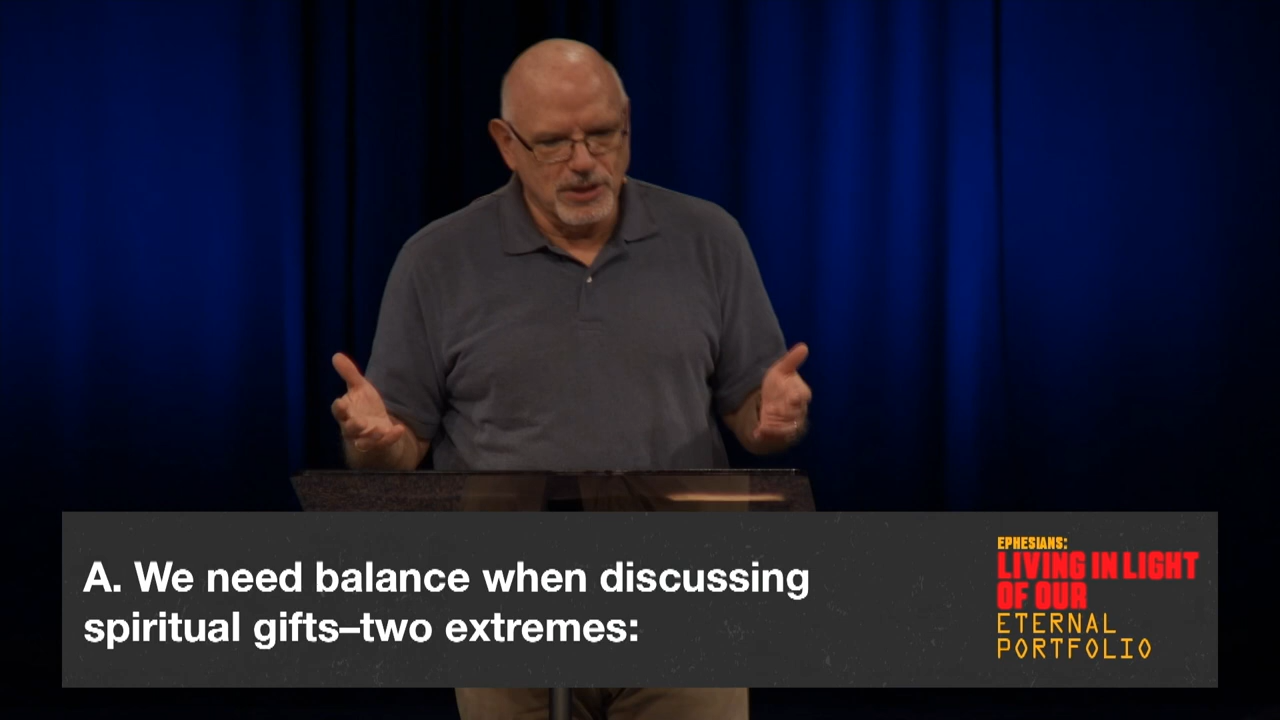 A. We need balance when discussing
spiritual gifts–two extremes:
EPHESIANS:
LIVING IN LIGHT
OF OUR
ETERNAL
PORTFOLIO